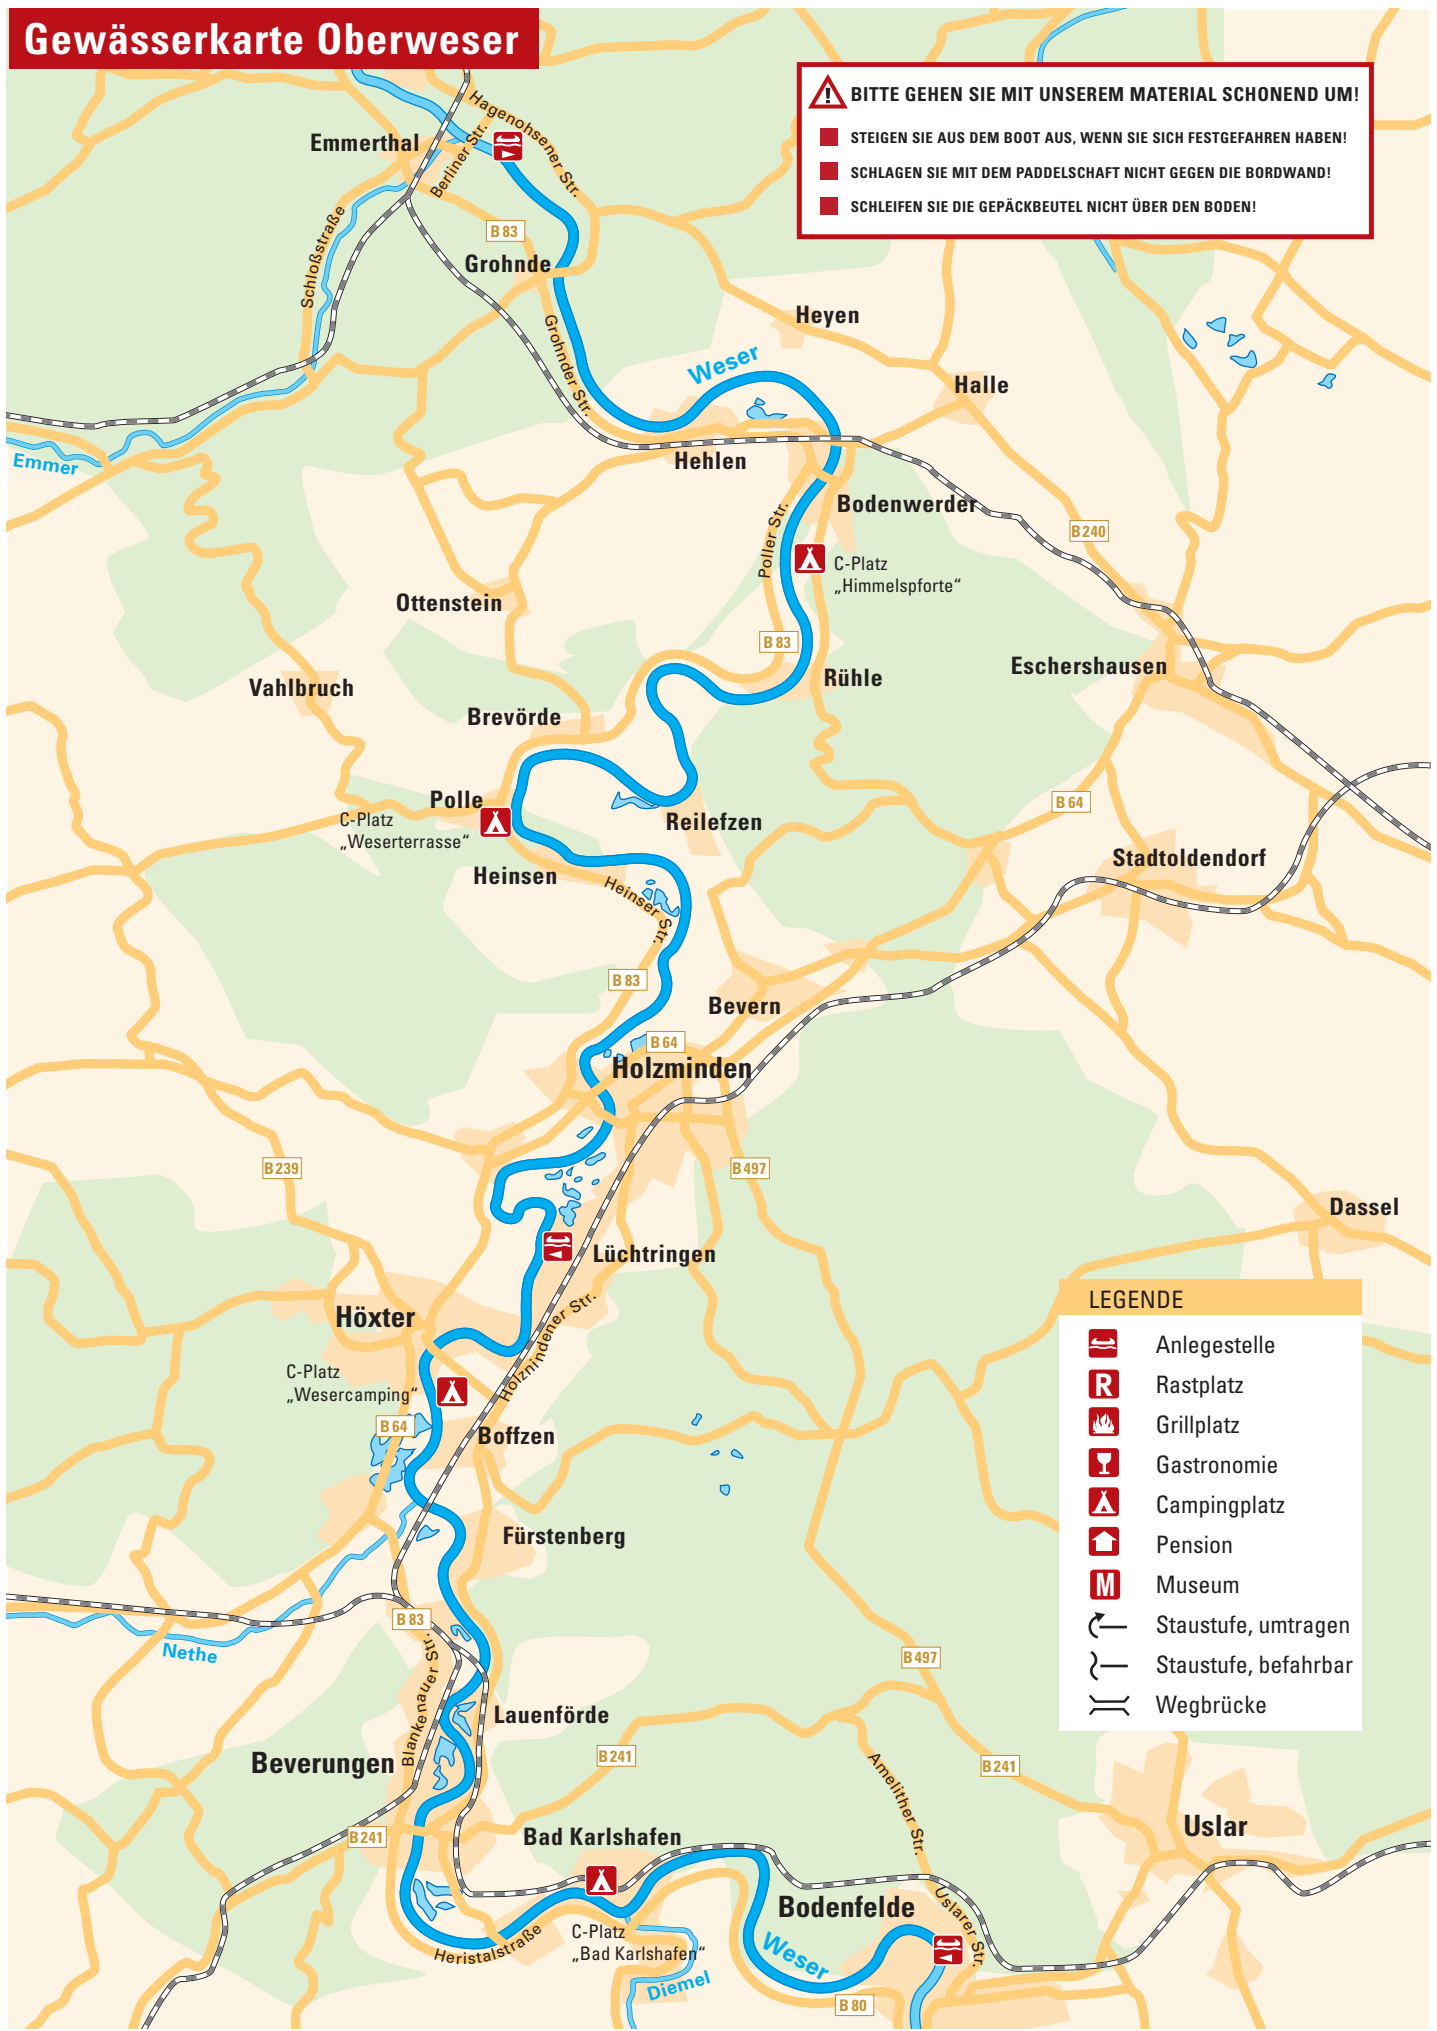 Gewässerkarte Oberweser
BITTE GEHEN SIE MIT UNSEREM MATERIAL SCHONEND UM!
STEIGEN SIE AUS DEM BOOT AUS, WENN SIE SICH FESTGEFAHREN HABEN!
SCHLAGEN SIE MIT DEM PADDELSCHAFT NICHT GEGEN DIE BORDWAND!
SCHLEIFEN SIE DIE GEPÄCKBEUTEL NICHT ÜBER DEN BODEN!
Hagenohsener Str.
Emmerthal
Berliner Str.
Schloßstraße
B 83
Grohnde
Heyen
Grohnder Str.
Weser
Halle
Emmer
Hehlen
Bodenwerder
Poller Str.
B 240
C-Platz
„Himmelspforte“
Ottenstein
B 83
Rühle
Eschershausen
Vahlbruch
Brevörde
Polle
C-Platz
„Weserterrasse“
B 64
Reilefzen
Stadtoldendorf
Heinsen
Heinser Str.
B 83
Bevern
B 64
Holzminden
B 239
B 497
Dassel
Lüchtringen
Höxter
Holznindener Str.
C-Platz
„Wesercamping“
B 64
Boffzen
Fürstenberg
B 83
Nethe
Blankenauer Str.
B 497
Lauenförde
Beverungen
B 241
B 241
Amelither Str.
Uslar
B 241
Bad Karlshafen
Bodenfelde
Uslarer Str.
C-Platz
„Bad Karlshafen“
Heristalstraße
Weser
Diemel
B 80
LEGENDE
Anlegestelle
R Rastplatz
Grillplatz
Gastronomie
Campingplatz
Pension
M Museum
Staustufe, umtragen
Staustufe, befahrbar
Wegbrücke